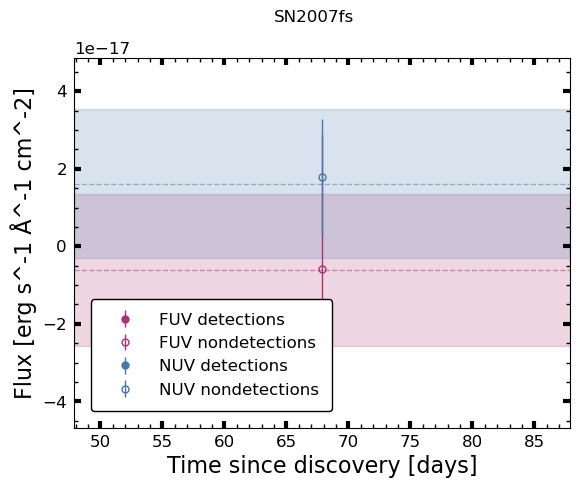 SN2007fs
1e−17
4
2
0
−2
−4
Flux [erg s^-1 Å^-1 cm^-2]
FUV detections
FUV nondetections
NUV detections
NUV nondetections
50 55 60 65 70 75 80 85
Time since discovery [days]